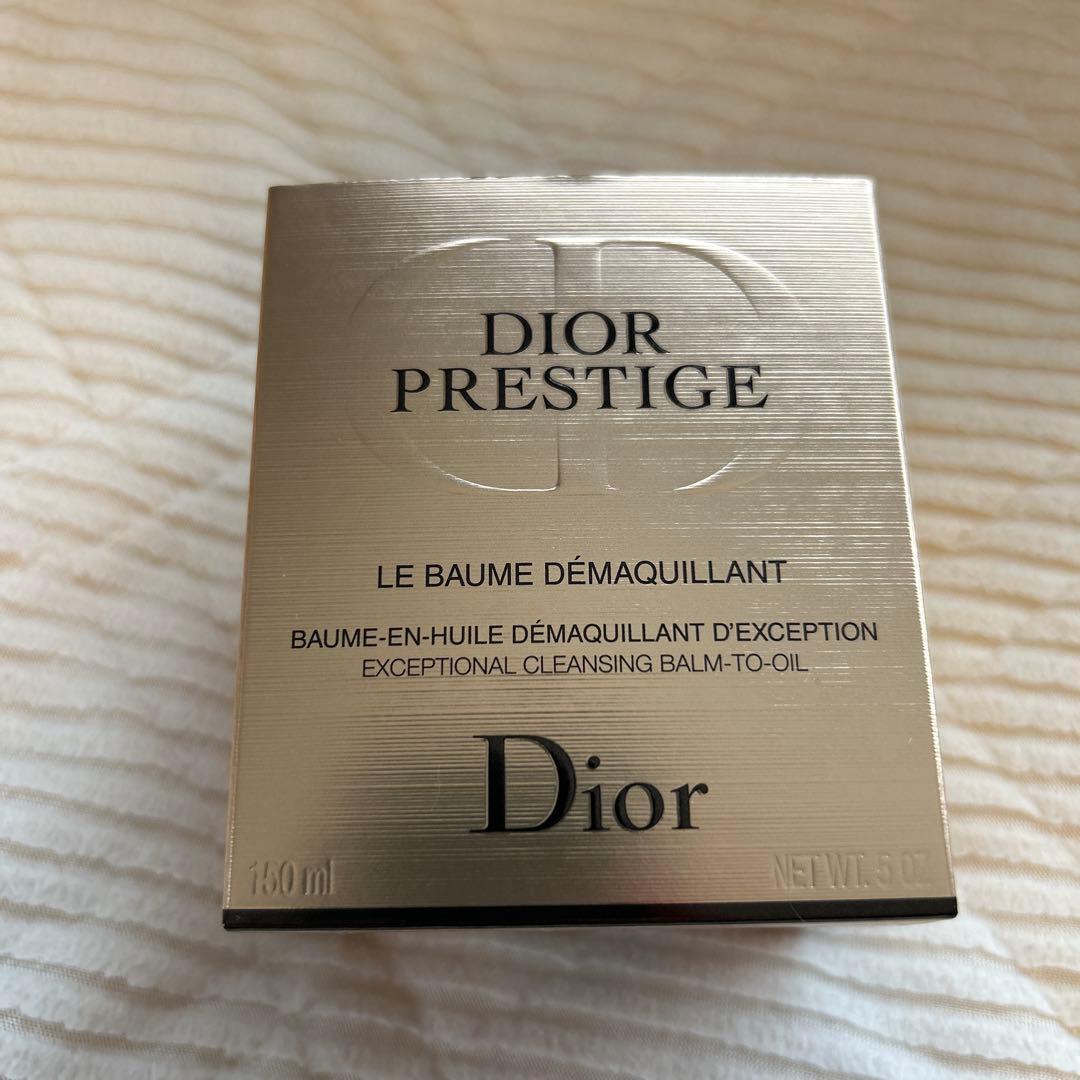 DIOR
PRESTIGE
LE BAUME DÉMAQUILLANT
BAUME-EN-HUILE DÉMAQUILLANT D'EXCEPTION
EXCEPTIONAL CLEANSING BALM-TO-OIL
Dior
150 ml
NET WT. 5 OZ